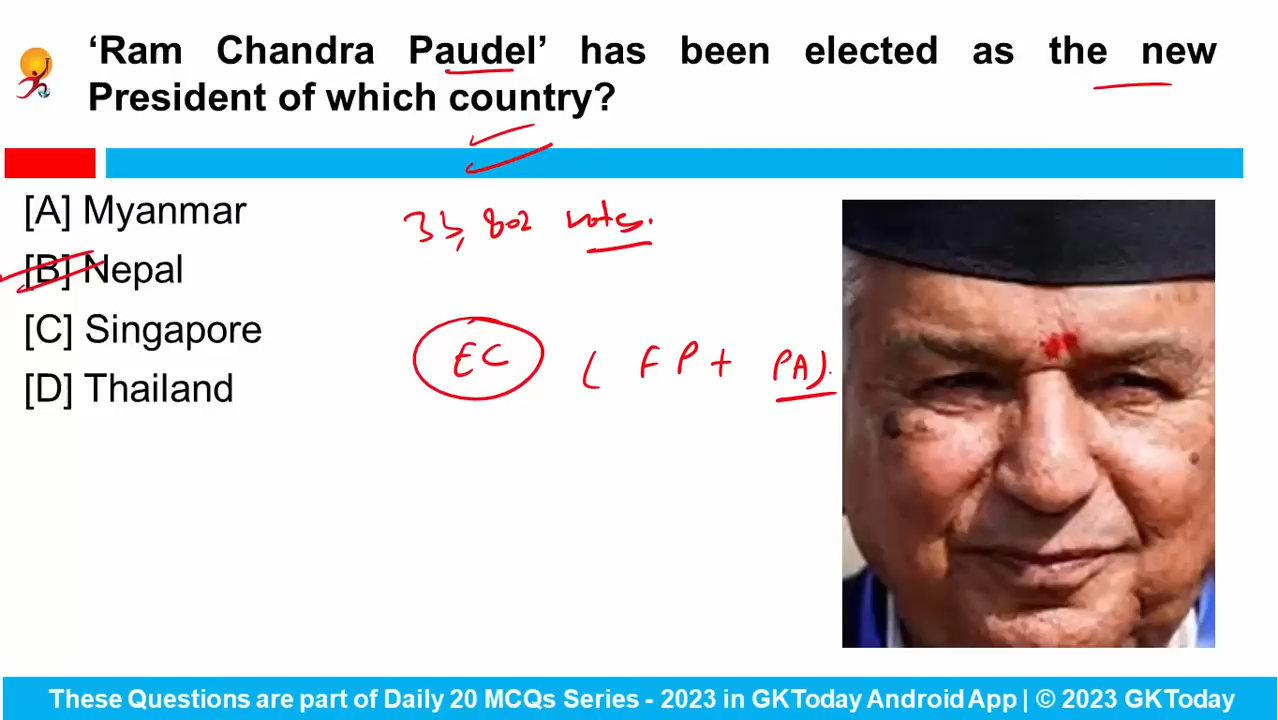 ‘Ram Chandra Paudel’ has been elected as the new
President of which country?
[A] Myanmar
[B] Nepal
[C] Singapore
[D] Thailand
33,802 votes.
EC ( FP + PA).
These Questions are part of Daily 20 MCQs Series - 2023 in GKToday Android App | © 2023 GKToday